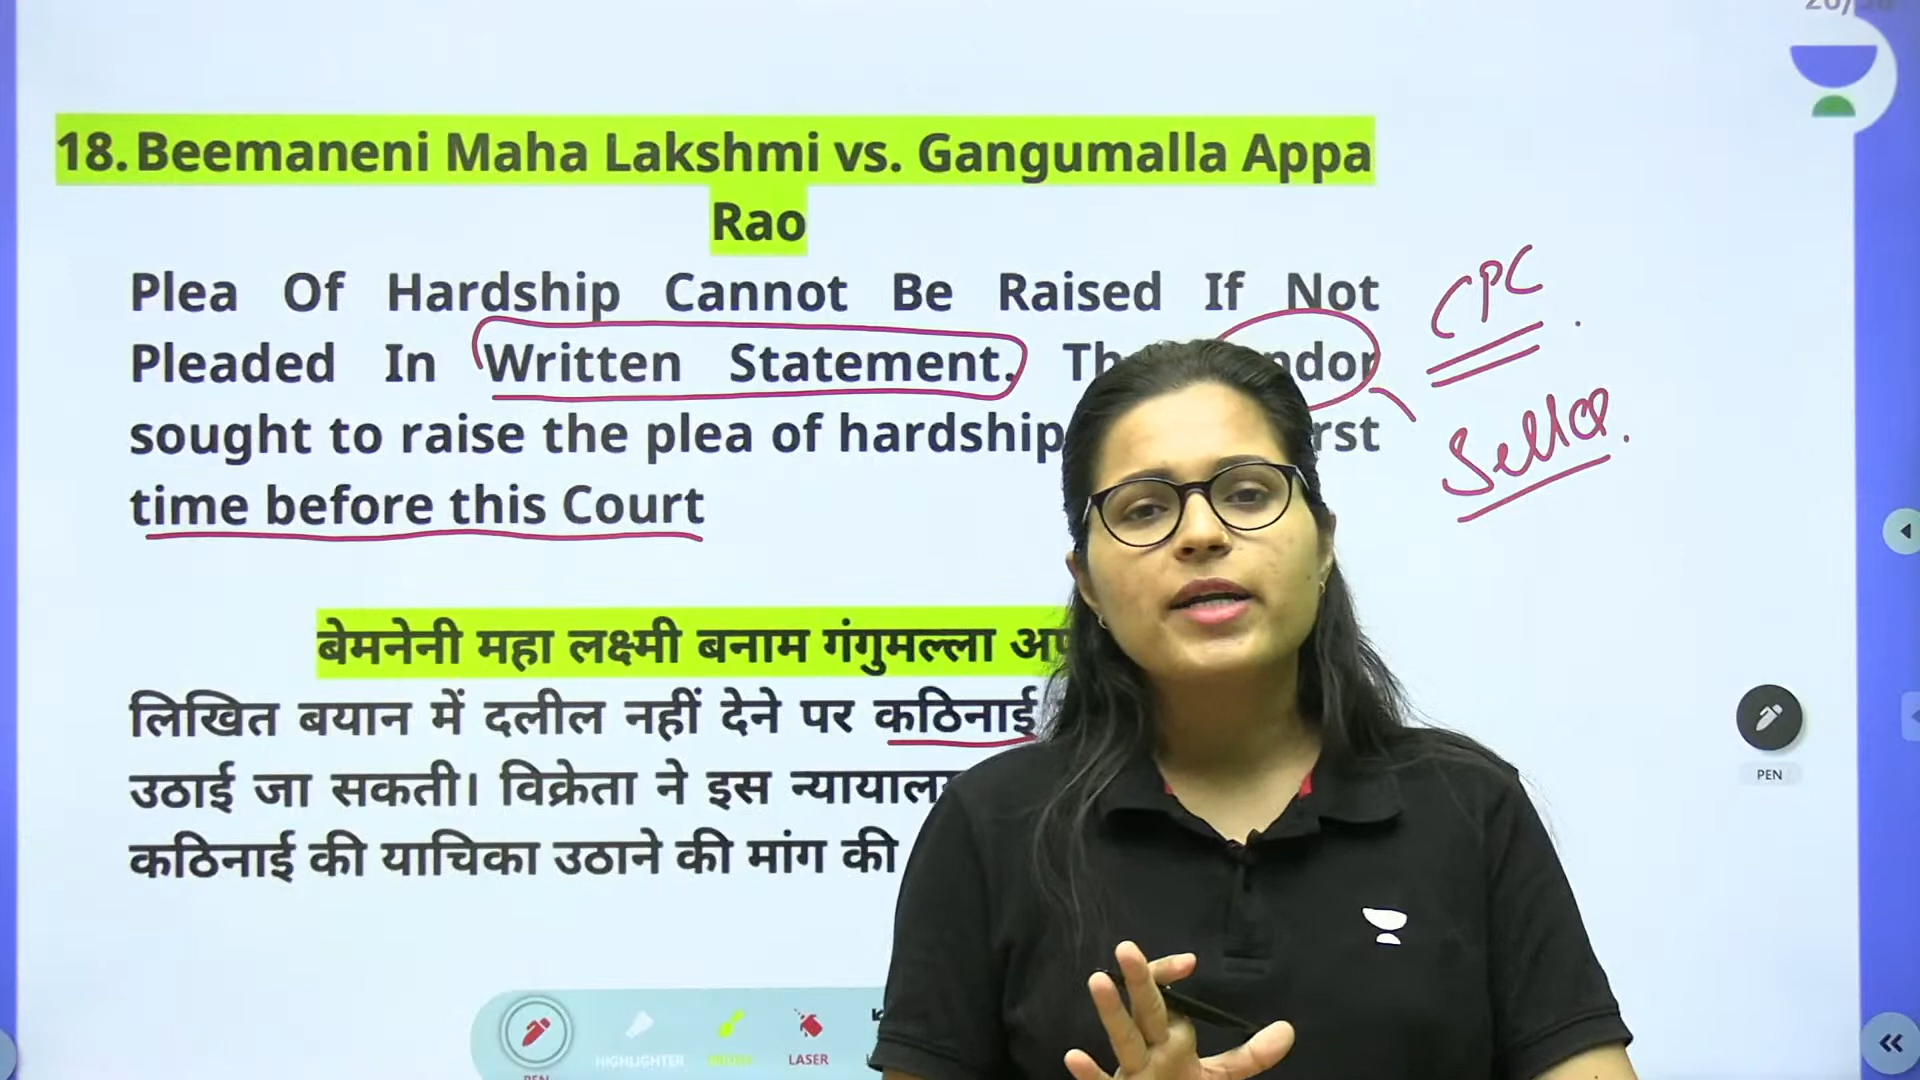 18. Beemaneni Maha Lakshmi vs. Gangumalla Appa
Rao
Plea Of Hardship Cannot Be Raised If Not
Pleaded In Written Statement.
sought to raise the plea of hardship
time before this Court
CPC
Seller.
बेमनेनी महा लक्ष्मी बनाम गंगुमल्ला
लिखित बयान में दलील नहीं देने पर कठिनाई
उठाई जा सकती। विक्रेता ने इस
कठिनाई की याचिका उठाने की मांग की
PEN
HIGHLIGHTER
LASER
PEN